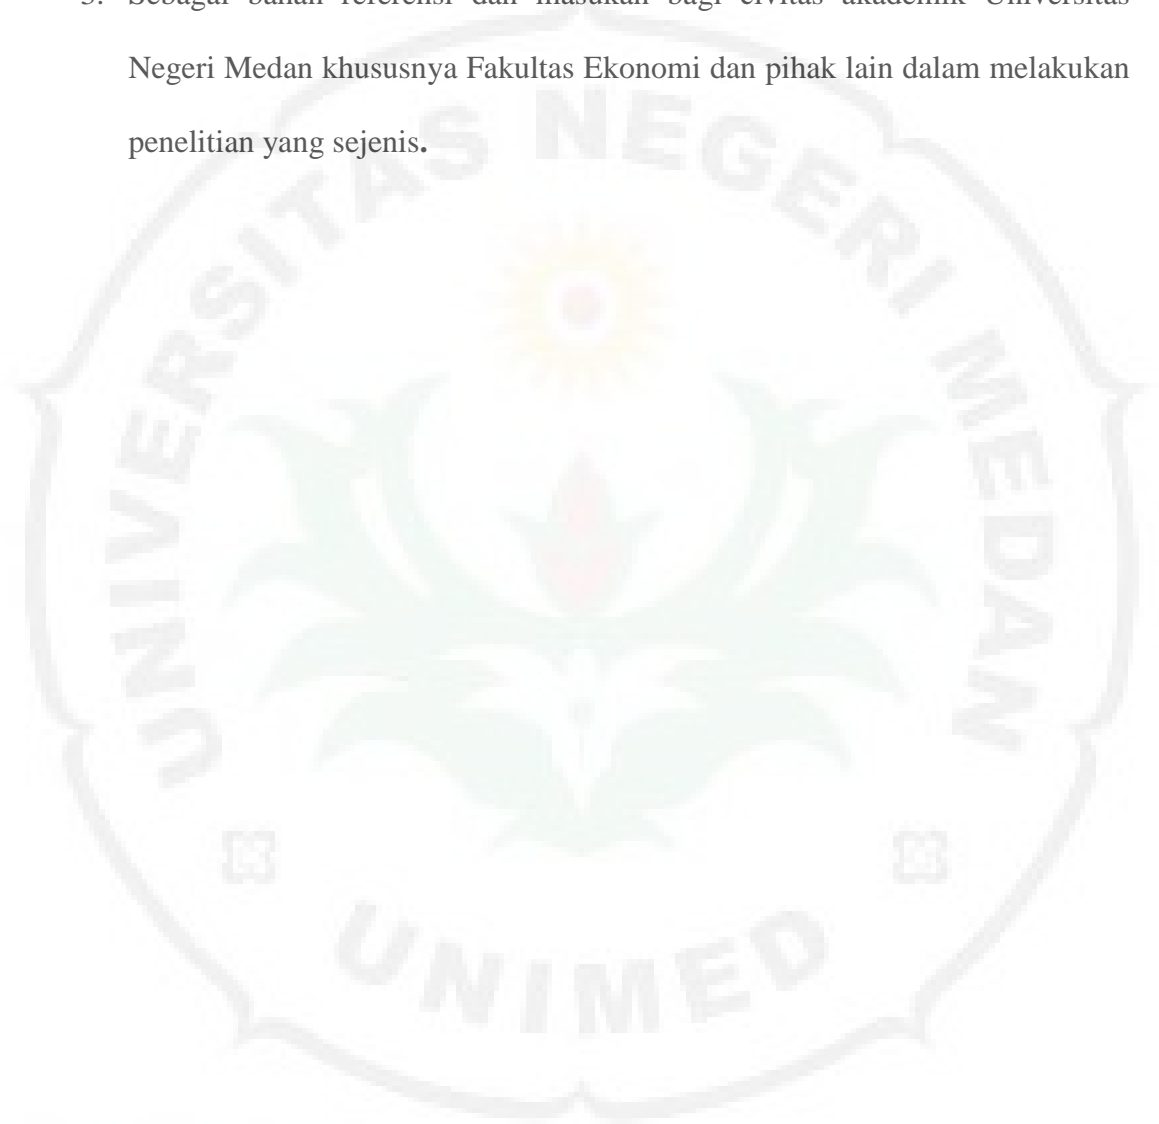 3. Sebagai bahan referensi dan masukan bagi civitas akademik Universitas
Negeri Medan khususnya Fakultas Ekonomi dan pihak lain dalam melakukan
penelitian yang sejenis.
UNIVERSITAS NEGERI MEDAN
UNIMED